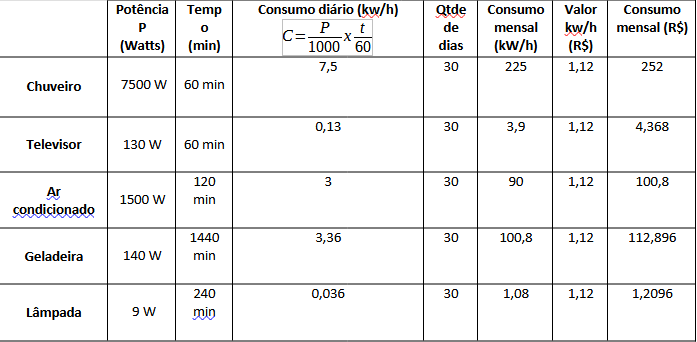 Potência P (Watts) Tempo (min) Consumo diário (kw/h) C = P/1000 x t/60 Qtde de dias Consumo mensal (kW/h) Valor kw/h (R$) Consumo mensal (R$)
Chuveiro 7500 W 60 min 7,5 30 225 1,12 252
Televisor 130 W 60 min 0,13 30 3,9 1,12 4,368
Ar condicionado 1500 W 120 min 3 30 90 1,12 100,8
Geladeira 140 W 1440 min 3,36 30 100,8 1,12 112,896
Lâmpada 9 W 240 min 0,036 30 1,08 1,12 1,2096